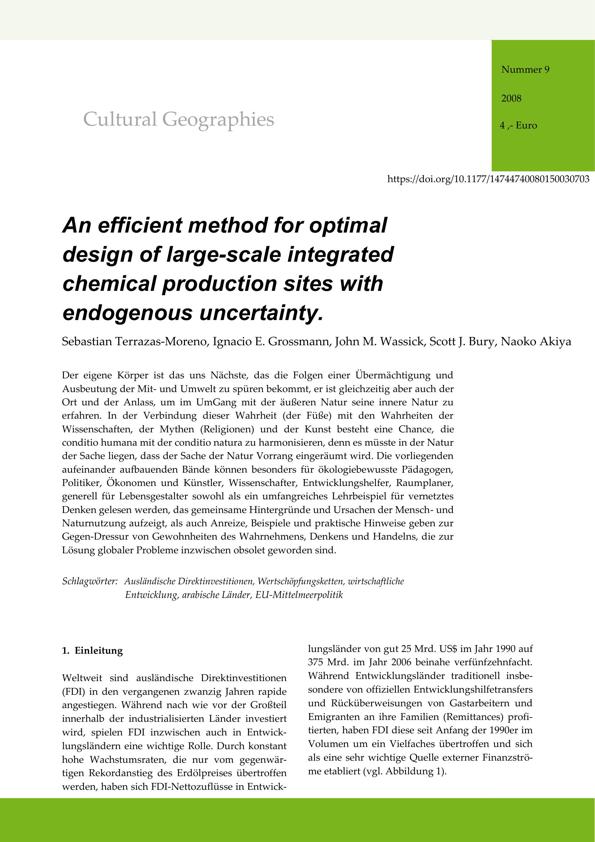 Nummer 9
2008
4 ,- Euro
Cultural Geographies
https://doi.org/10.1177/14744740080150030703
An efficient method for optimal
design of large-scale integrated
chemical production sites with
endogenous uncertainty.
Sebastian Terrazas-Moreno, Ignacio E. Grossmann, John M. Wassick, Scott J. Bury, Naoko Akiya
Der eigene Körper ist das uns Nächste, das die Folgen einer Übermächtigung und
Ausbeutung der Mit- und Umwelt zu spüren bekommt, er ist gleichzeitig aber auch der
Ort und der Anlass, um im UmGang mit der äußeren Natur seine innere Natur zu
erfahren. In der Verbindung dieser Wahrheit (der Füße) mit den Wahrheiten der
Wissenschaften, der Mythen (Religionen) und der Kunst besteht eine Chance, die
conditio humana mit der conditio natura zu harmonisieren, denn es müsste in der Natur
der Sache liegen, dass der Sache der Natur Vorrang eingeräumt wird. Die vorliegenden
aufeinander aufbauenden Bände können besonders für ökologiebewusste Pädagogen,
Politiker, Ökonomen und Künstler, Wissenschafter, Entwicklungshelfer, Raumplaner,
generell für Lebensgestalter sowohl als ein umfangreiches Lehrbeispiel für vernetztes
Denken gelesen werden, das gemeinsame Hintergründe und Ursachen der Mensch- und
Naturnutzung aufzeigt, als auch Anreize, Beispiele und praktische Hinweise geben zur
Gegen-Dressur von Gewohnheiten des Wahrnehmens, Denkens und Handelns, die zur
Lösung globaler Probleme inzwischen obsolet geworden sind.
Schlagwörter: Ausländische Direktinvestitionen, Wertschöpfungsketten, wirtschaftliche
Entwicklung, arabische Länder, EU-Mittelmeerpolitik
1. Einleitung
Weltweit sind ausländische Direktinvestitionen
(FDI) in den vergangenen zwanzig Jahren rapide
angestiegen. Während nach wie vor der Großteil
innerhalb der industrialisierten Länder investiert
wird, spielen FDI inzwischen auch in Entwick-
lungsländern eine wichtige Rolle. Durch konstant
hohe Wachstumsraten, die nur vom gegenwär-
tigen Rekordanstieg des Erdölpreises übertroffen
werden, haben sich FDI-Nettozuflüsse in Entwick-
lungsländer von gut 25 Mrd. US$ im Jahr 1990 auf
375 Mrd. im Jahr 2006 beinahe verfünfzehnfacht.
Während Entwicklungsländer traditionell insbe-
sondere von offiziellen Entwicklungshilfetransfers
und Rücküberweisungen von Gastarbeitern und
Emigranten an ihre Familien (Remittances) profi-
tierten, haben FDI diese seit Anfang der 1990er im
Volumen um ein Vielfaches übertroffen und sich
als eine sehr wichtige Quelle externer Finanzströ-
me etabliert (vgl. Abbildung 1).